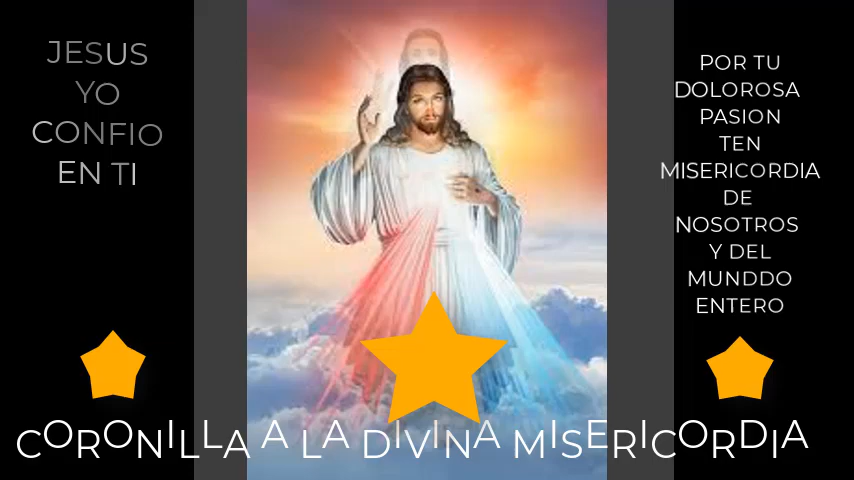 JESUS
YO
CONFIO
EN TI
POR TU
DOLOROSA
PASION
TEN
MISERICORDIA
DE
NOSOTROS
Y DEL
MUNDDO
ENTERO
CORONILLA A LA DIVINA MISERICORDIA